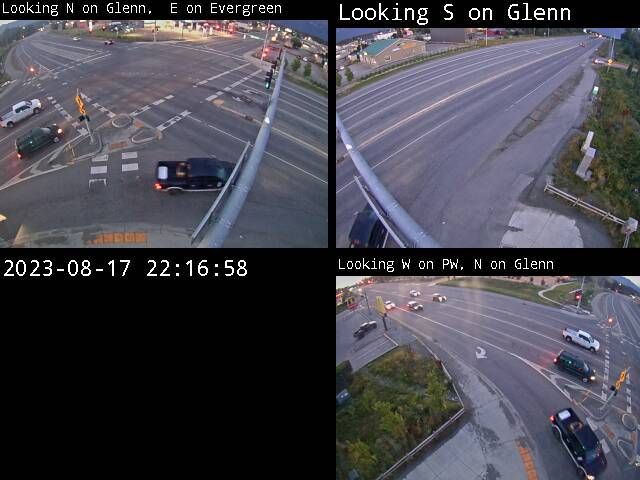 Looking N on Glenn, E on Evergreen
Looking S on Glenn
2023-08-17 22:16:58
Looking W on PW, N on Glenn